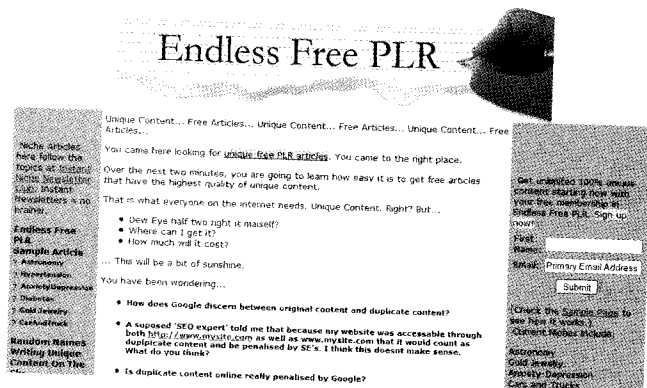 Endless Free PLR
Niche articles
here follow the
topics at Instant
Niche Newsletter
Club. Instant
Newsletters is no
brainer.
Endless Free
PLR
Sample Article
Astronomy
Hypertension
Anxiety/Depression
Diabetes
Gold Jewelry
Random Names
Writing Unique
Content On The
Unique Content... Free Articles... Unique Content... Free Articles... Unique Content... Free
Articles...
You came here looking for unique free PLR articles. You came to the right place.
Over the next two minutes, you are going to learn how easy it is to get free articles
that have the highest quality of unique content.
That is what everyone on the internet needs. Unique Content. Right? But...
• Dew Eye half two right it maiself?
• Where can I get it?
• How much will it cost?
... This will be a bit of sunshine.
You have been wondering...
• How does Google discern between original content and duplicate content?
• A suposed 'SEO expert' told me that because my website was accessable through
both http://www.mysite.com as well as www.mysite.com that it would count as
duplicate content and be penalised by SE's. I think this doesnt make sense.
What do you think?
• Is duplicate content online really penalised by Google?
Get unlimited 100% unique
content starting now with
your free membership at
Endless Free PLR. Sign up
now!
First
Name:
Email: Primary Email Address
Submit
[Check the Sample Page to
see how it works.]
Current Niches Include:
Astronomy
Gold Jewelry
Anxiety-Depression
Cars and Trucks